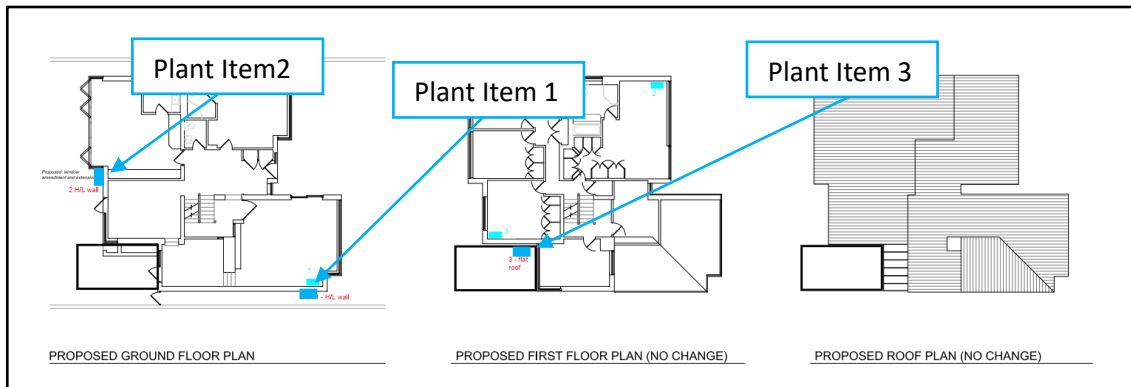 Plant Item2
Plant Item 1
Plant Item 3
Proposed window
amendment and extension
2 H/L wall
1
- H/L wall
2
3
3 - flat
roof
PROPOSED GROUND FLOOR PLAN
PROPOSED FIRST FLOOR PLAN (NO CHANGE)
PROPOSED ROOF PLAN (NO CHANGE)